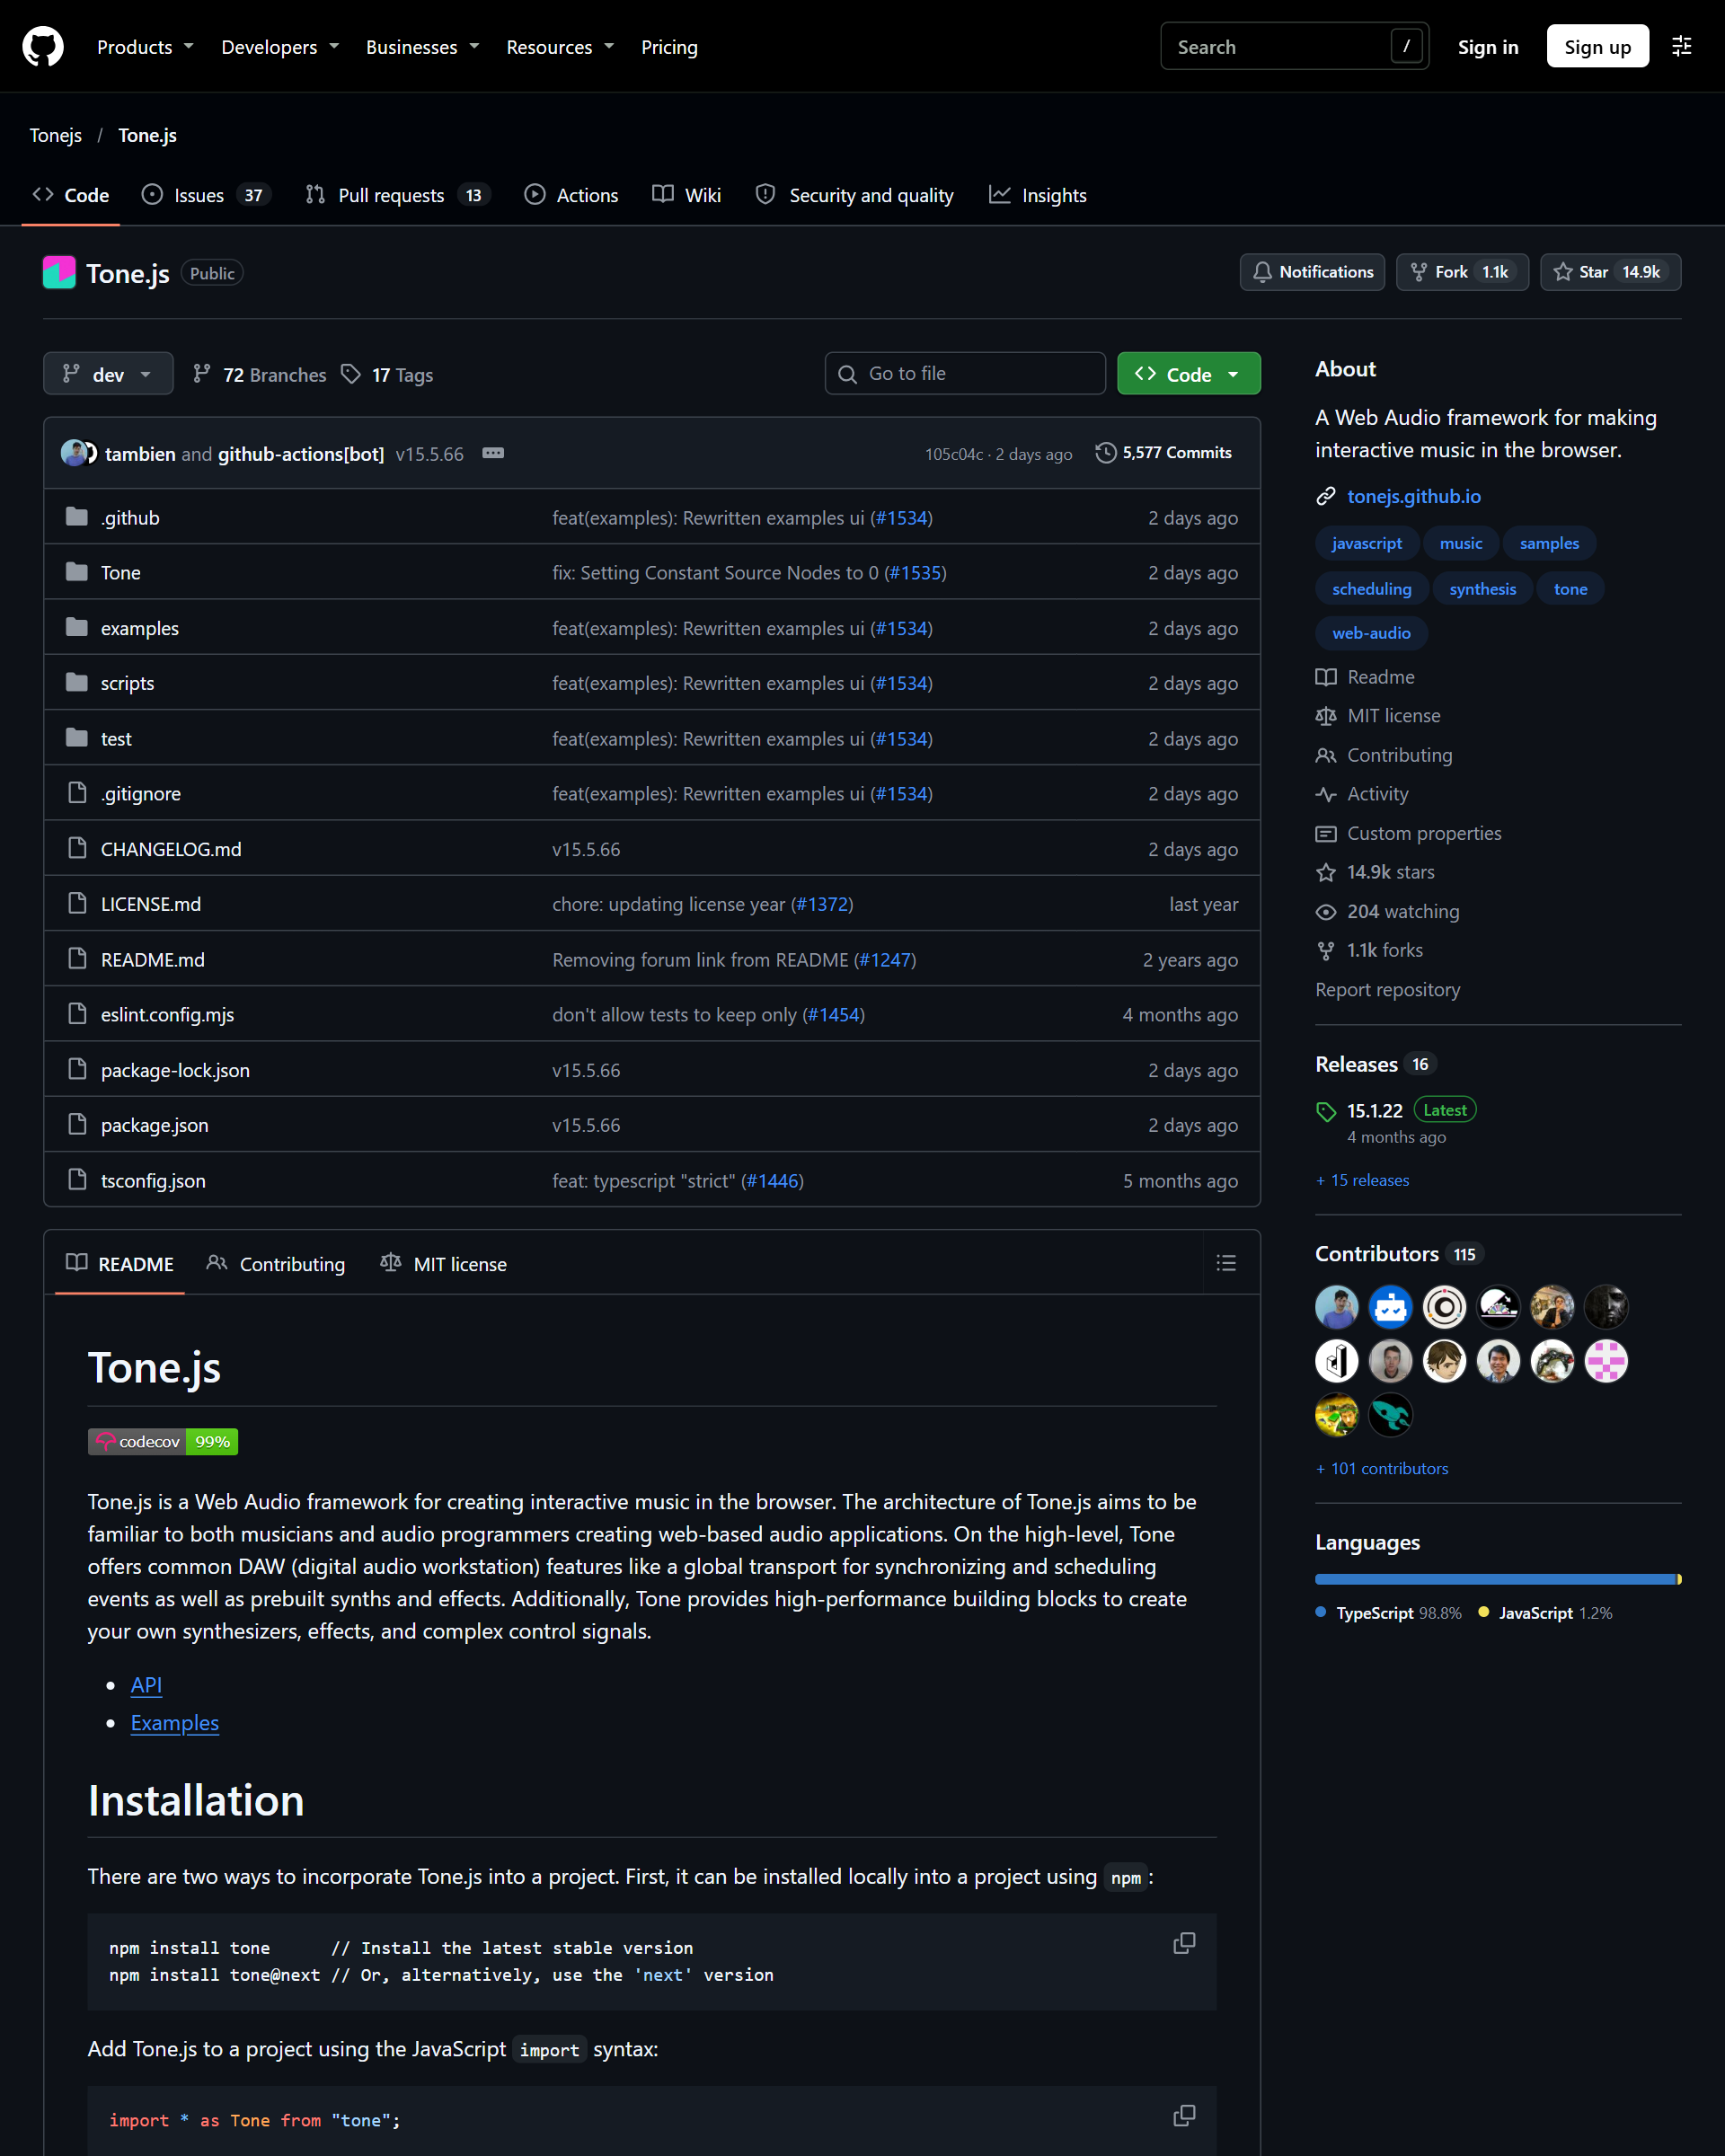 Products Developers Businesses Resources Pricing Search / Sign in Sign up
Tonejs / Tone.js
Code Issues 37 Pull requests 13 Actions Wiki Security and quality Insights
Tone.js Public Notifications Fork 1.1k Star 14.9k
dev 72 Branches 17 Tags Go to file Code
tambien and github-actions[bot] v15.5.66 105c04c · 2 days ago 5,577 Commits
.github feat(examples): Rewritten examples ui (#1534) 2 days ago
Tone fix: Setting Constant Source Nodes to 0 (#1535) 2 days ago
examples feat(examples): Rewritten examples ui (#1534) 2 days ago
scripts feat(examples): Rewritten examples ui (#1534) 2 days ago
test feat(examples): Rewritten examples ui (#1534) 2 days ago
.gitignore feat(examples): Rewritten examples ui (#1534) 2 days ago
CHANGELOG.md v15.5.66 2 days ago
LICENSE.md chore: updating license year (#1372) last year
README.md Removing forum link from README (#1247) 2 years ago
eslint.config.mjs don't allow tests to keep only (#1454) 4 months ago
package-lock.json v15.5.66 2 days ago
package.json v15.5.66 2 days ago
tsconfig.json feat: typescript "strict" (#1446) 5 months ago
README Contributing MIT license
Tone.js
codecov 99%
Tone.js is a Web Audio framework for creating interactive music in the browser. The architecture of Tone.js aims to be
familiar to both musicians and audio programmers creating web-based audio applications. On the high-level, Tone
offers common DAW (digital audio workstation) features like a global transport for synchronizing and scheduling
events as well as prebuilt synths and effects. Additionally, Tone provides high-performance building blocks to create
your own synthesizers, effects, and complex control signals.
API
Examples
Installation
There are two ways to incorporate Tone.js into a project. First, it can be installed locally into a project using npm:
npm install tone      // Install the latest stable version
npm install tone@next // Or, alternatively, use the 'next' version
Add Tone.js to a project using the JavaScript import syntax:
import * as Tone from "tone";
About
A Web Audio framework for making
interactive music in the browser.
tonejs.github.io
javascript music samples
scheduling synthesis tone
web-audio
Readme
MIT license
Contributing
Activity
Custom properties
14.9k stars
204 watching
1.1k forks
Report repository
Releases 16
15.1.22 Latest
4 months ago
+ 15 releases
Contributors 115
+ 101 contributors
Languages
TypeScript 98.8% JavaScript 1.2%